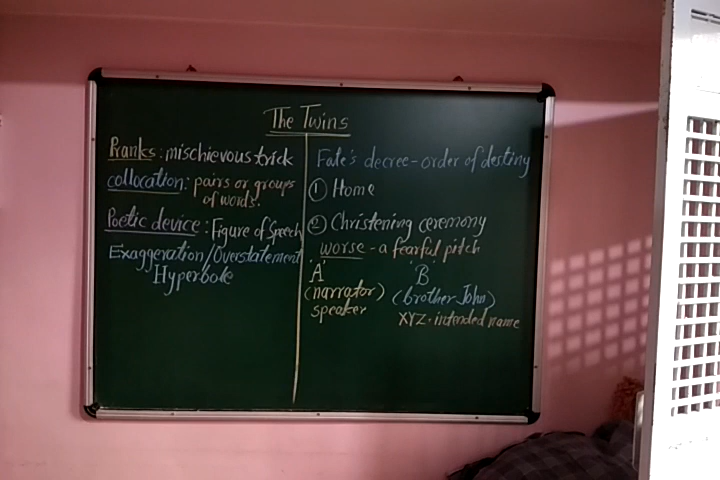 The Twins
Pranks: mischievous trick
collocation: pairs or groups
of words.
Poetic device: Figure of Speech
Exaggeration/Overstatement
Hyperbole
Fate's decree - order of destiny
① Home
② Christening ceremony
worse - a fearful pitch
'A'
(narrator)
speaker
'B'
(brother John)
XYZ - intended name